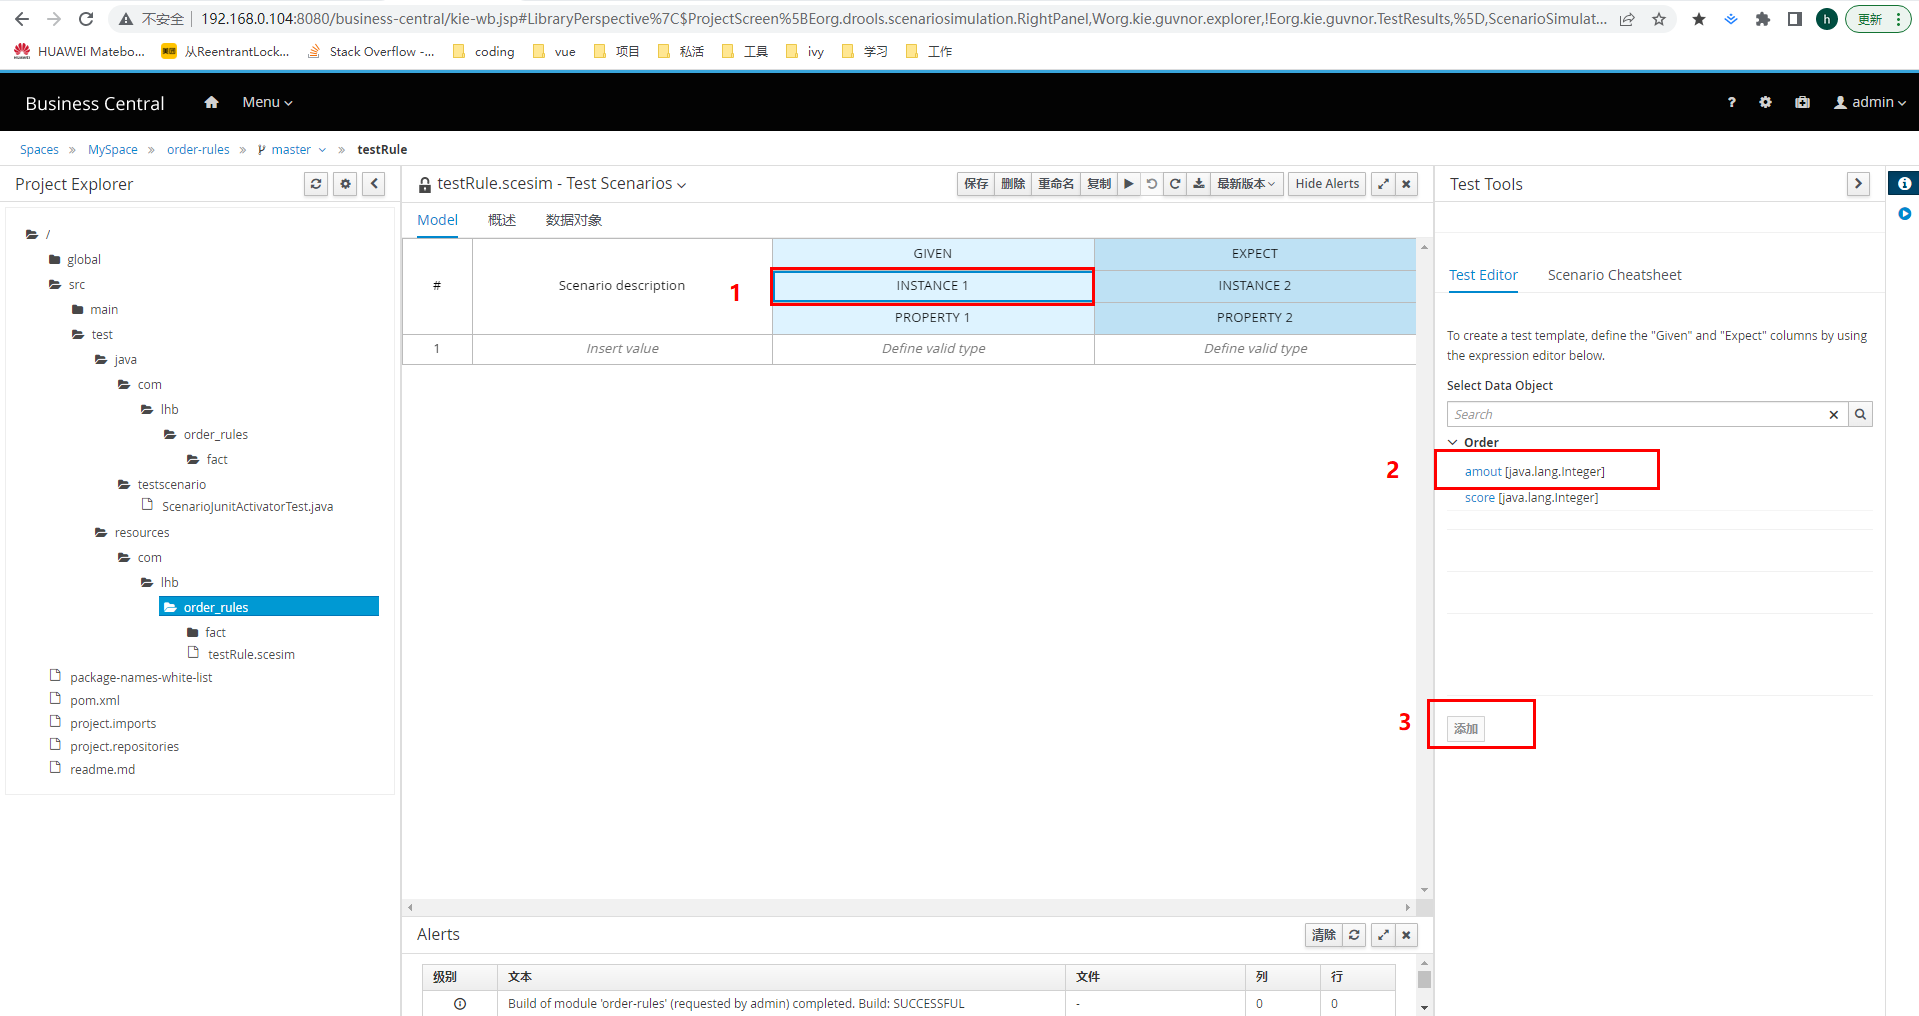 不安全
192.168.0.104:8080/business-central/kie-wb.jsp#LibraryPerspective%7C$ProjectScreen%5BEorg.drools.scenariosimulation.RightPanel,Worg.kie.guvnor.explorer,!Eorg.kie.guvnor.TestResults,%5D,ScenarioSimulat...
h
更新
HUAWEI Matebo...
从ReentrantLock...
Stack Overflow -...
coding
vue
项目
私活
工具
ivy
学习
工作
Business Central
Menu
?
admin
Spaces » MySpace » order-rules » master » testRule
Project Explorer
/
global
src
main
test
java
com
lhb
order_rules
fact
testscenario
ScenarioJunitActivatorTest.java
resources
com
lhb
order_rules
fact
testRule.scesim
package-names-white-list
pom.xml
project.imports
project.repositories
readme.md
testRule.scesim - Test Scenarios
保存 删除 重命名 复制 最新版本 Hide Alerts
Model 概述 数据对象
# Scenario description
GIVEN EXPECT
INSTANCE 1 INSTANCE 2
PROPERTY 1 PROPERTY 2
1 Insert value Define valid type Define valid type
1
2
3
Alerts
清除
级别 文本 文件 列 行
Build of module 'order-rules' (requested by admin) completed. Build: SUCCESSFUL - 0 0
Test Tools
Test Editor Scenario Cheatsheet
To create a test template, define the "Given" and "Expect" columns by using
the expression editor below.
Select Data Object
Search
Order
amout [java.lang.Integer]
score [java.lang.Integer]
添加